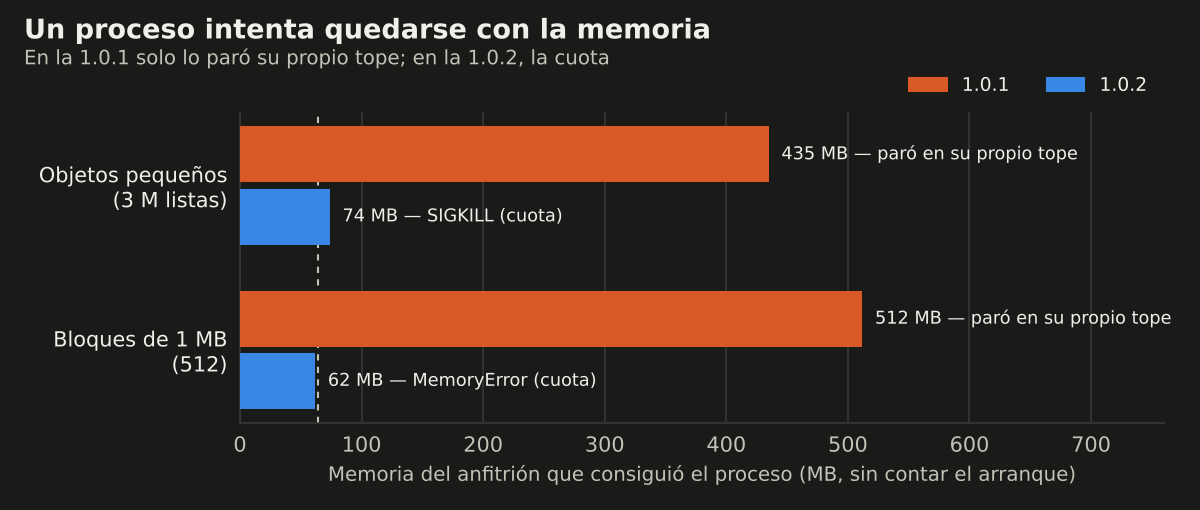 Un proceso intenta quedarse con la memoria
En la 1.0.1 solo lo paró su propio tope; en la 1.0.2, la cuota
1.0.1
1.0.2
Objetos pequeños
(3 M listas)
435 MB — paró en su propio tope
74 MB — SIGKILL (cuota)
Bloques de 1 MB
(512)
512 MB — paró en su propio tope
62 MB — MemoryError (cuota)
0 100 200 300 400 500 600 700
Memoria del anfitrión que consiguió el proceso (MB, sin contar el arranque)